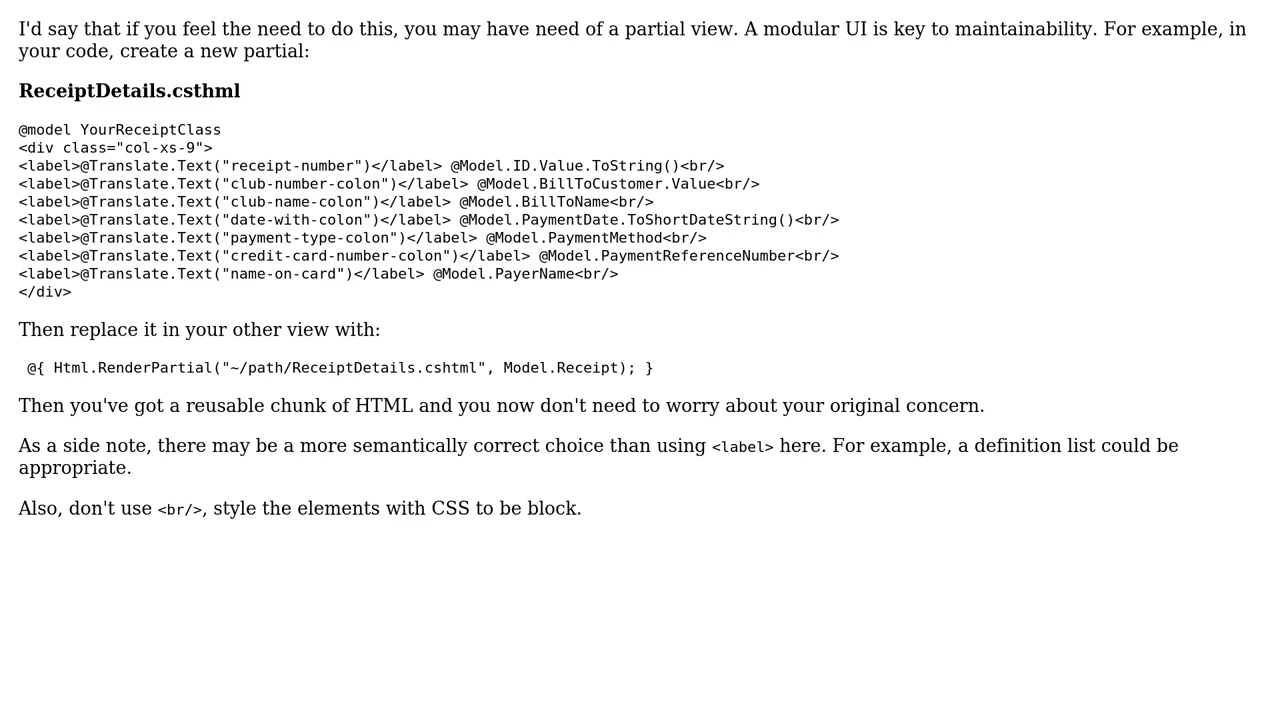 I'd say that if you feel the need to do this, you may have need of a partial view. A modular UI is key to maintainability. For example, in
your code, create a new partial:
ReceiptDetails.csthml
@model YourReceiptClass
<div class="col-xs-9">
<label>@Translate.Text("receipt-number")</label> @Model.ID.Value.ToString()<br/>
<label>@Translate.Text("club-number-colon")</label> @Model.BillToCustomer.Value<br/>
<label>@Translate.Text("club-name-colon")</label> @Model.BillToName<br/>
<label>@Translate.Text("date-with-colon")</label> @Model.PaymentDate.ToShortDateString()<br/>
<label>@Translate.Text("payment-type-colon")</label> @Model.PaymentMethod<br/>
<label>@Translate.Text("credit-card-number-colon")</label> @Model.PaymentReferenceNumber<br/>
<label>@Translate.Text("name-on-card")</label> @Model.PayerName<br/>
</div>
Then replace it in your other view with:
@{ Html.RenderPartial("~/path/ReceiptDetails.cshtml", Model.Receipt); }
Then you've got a reusable chunk of HTML and you now don't need to worry about your original concern.
As a side note, there may be a more semantically correct choice than using <label> here. For example, a definition list could be
appropriate.
Also, don't use <br/>, style the elements with CSS to be block.